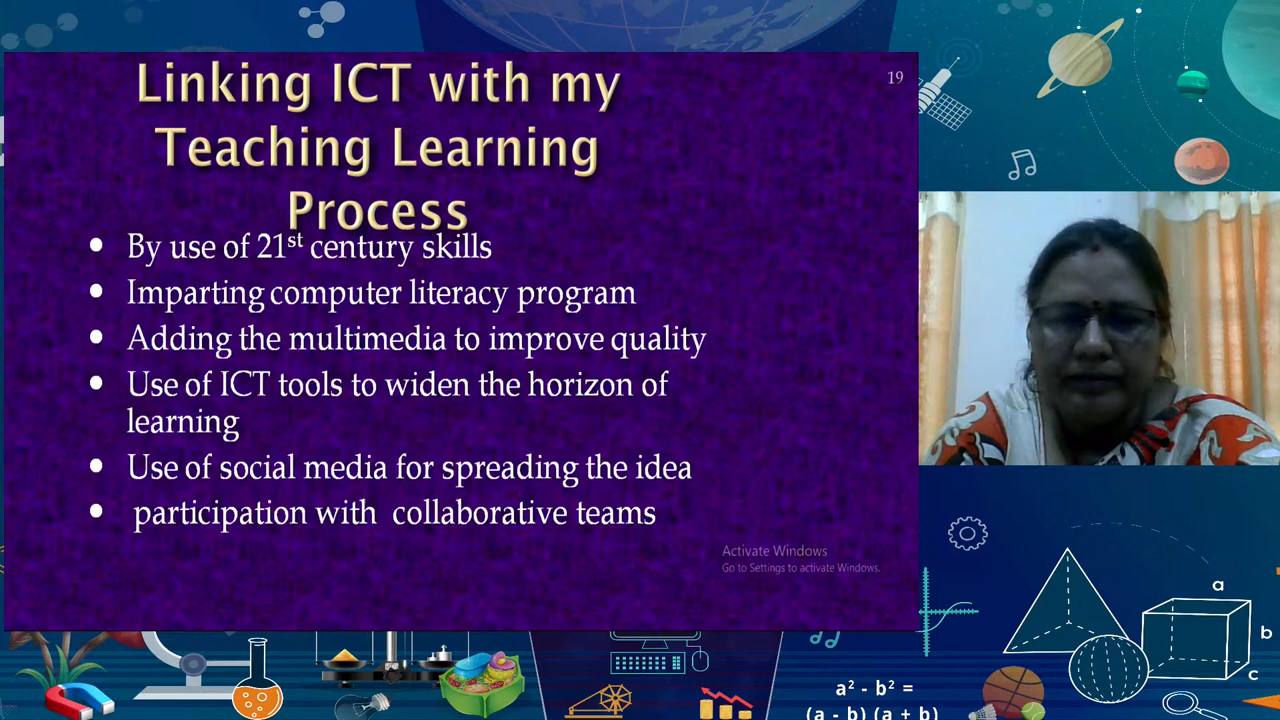 Linking ICT with my
Teaching Learning
Process
19
• By use of 21st century skills
• Imparting computer literacy program
• Adding the multimedia to improve quality
• Use of ICT tools to widen the horizon of
learning
• Use of social media for spreading the idea
• participation with collaborative teams
Activate Windows
Go to Settings to activate Windows.
a
b
c
a² - b² =
(a - b) (a + b)